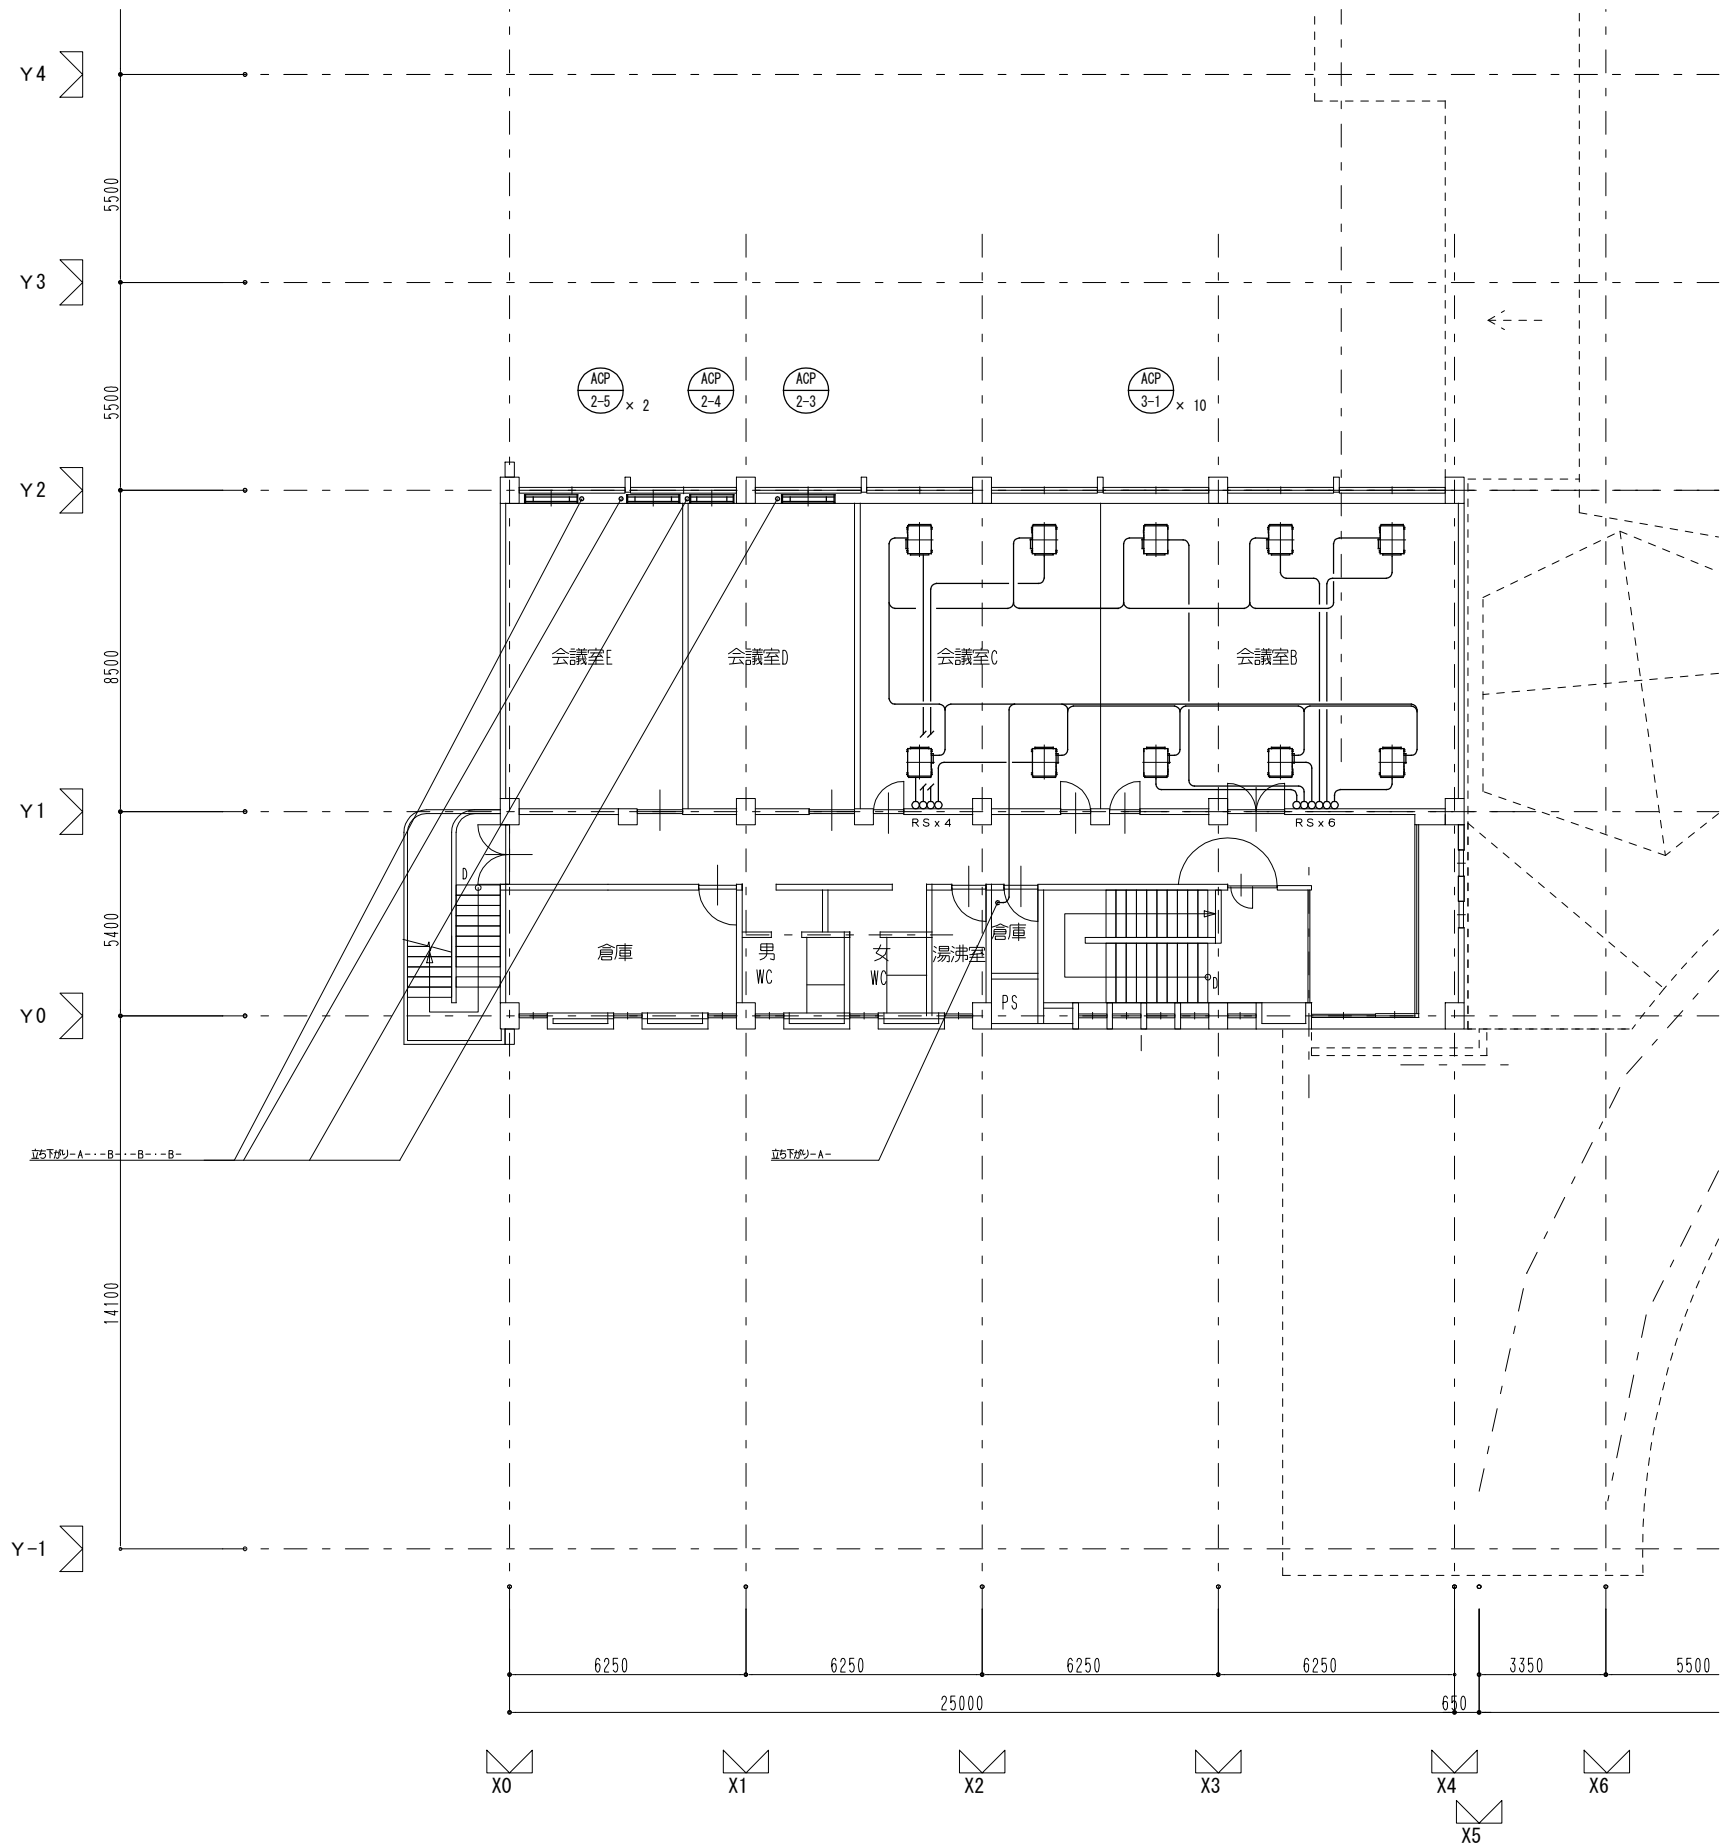 Y4
5500
Y3
5500
ACP
2-5
× 2
ACP
2-4
ACP
2-3
ACP
3-1
× 10
Y2
8500
会議室E
会議室D
会議室C
会議室B
Y1
RSx4
RSx6
5400
D
倉庫
男
WC
女
WC
湯沸室
倉庫
PS
D
Y0
立ち下がり-A-・-B-・-B-・-B-
立ち下がり-A-
14100
Y-1
6250
6250
6250
6250
3350
5500
25000
650
X0
X1
X2
X3
X4
X6
X5